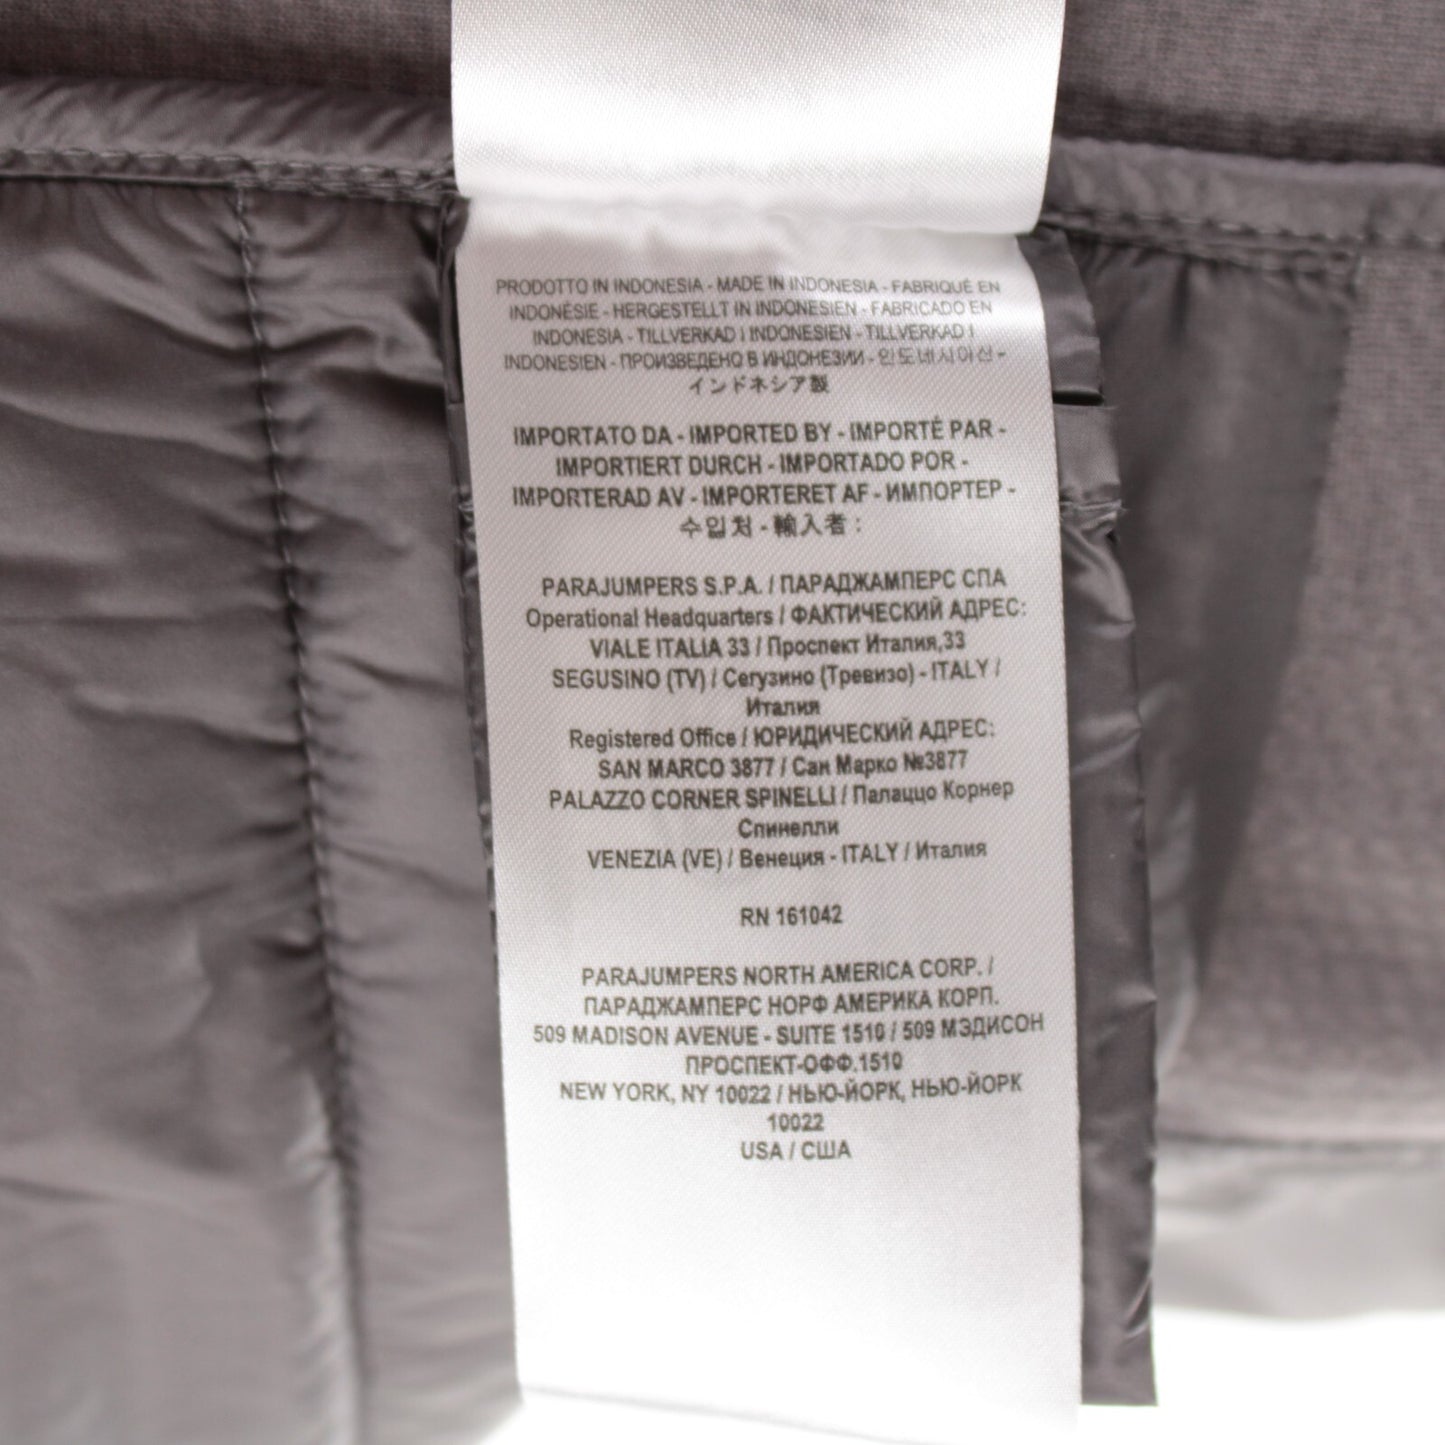 PRODOTTO IN INDONESIA - MADE IN INDONESIA - FABRIQUÉ EN
INDONÉSIE - HERGESTELLT IN INDONESIEN - FABRICADO EN
INDONESIA - TILLVERKAD I INDONESIEN - TILLVERKAD I
INDONESIEN - ПРОИЗВЕДЕНО В ИНДОНЕЗИИ - 인도네시아산 -
インドネシア製
IMPORTATO DA - IMPORTED BY - IMPORTÉ PAR -
IMPORTIERT DURCH - IMPORTADO POR -
IMPORTERAD AV - IMPORTERET AF - ИМПОРТЕР -
수입처 - 輸入者 :
PARAJUMPERS S.P.A. / ПАРАДЖАМПЕРС СПА
Operational Headquarters / ФАКТИЧЕСКИЙ АДРЕС:
VIALE ITALIA 33 / Проспект Италия,33
SEGUSINO (TV) / Сегузино (Тревизо) - ITALY /
Италия
Registered Office / ЮРИДИЧЕСКИЙ АДРЕС:
SAN MARCO 3877 / Сан Марко №3877
PALAZZO CORNER SPINELLI / Палаццо Корнер
Спинелли
VENEZIA (VE) / Венеция - ITALY / Италия
RN 161042
PARAJUMPERS NORTH AMERICA CORP. /
ПАРАДЖАМПЕРС НОРФ АМЕРИКА КОРП.
509 MADISON AVENUE - SUITE 1510 / 509 МЭДИСОН
ПРОСПЕКТ-ОФФ.1510
NEW YORK, NY 10022 / НЬЮ-ЙОРК, НЬЮ-ЙОРК
10022
USA / США